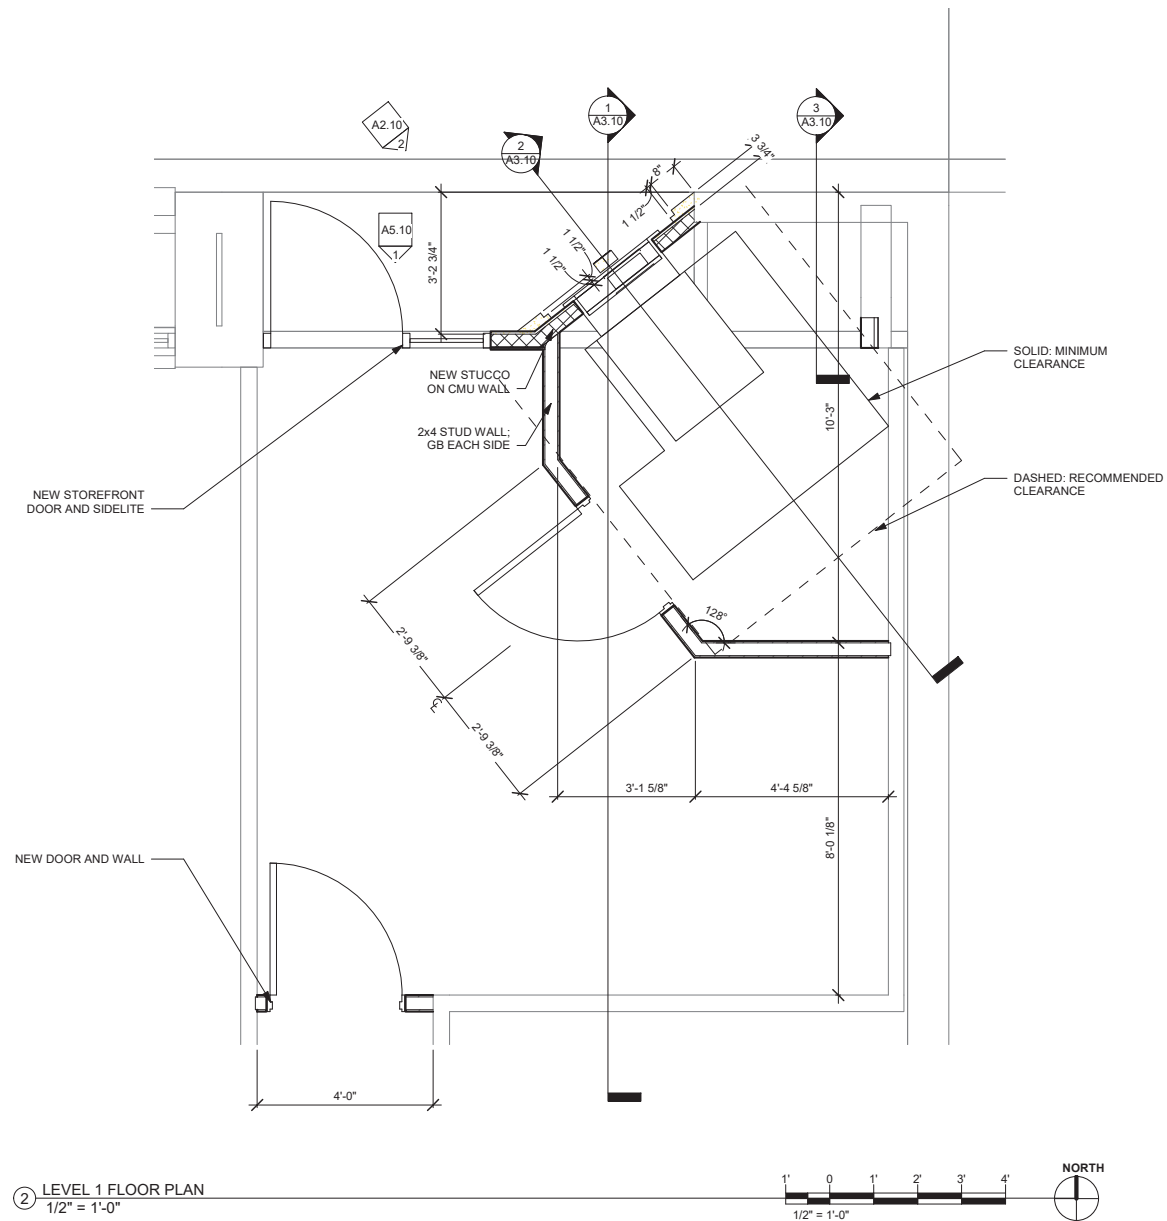 1
A3.10
3
A3.10
A2.10
2
2
A3.10
3 3/4"
8"
1 1/2"
A5.10
1
3'-2 3/4"
1 1/2"
1 1/2"
NEW STUCCO
ON CMU WALL
SOLID: MINIMUM
CLEARANCE
10'-3"
2x4 STUD WALL;
GB EACH SIDE
NEW STOREFRONT
DOOR AND SIDELITE
DASHED: RECOMMENDED
CLEARANCE
128°
2'-9 3/8"
2'-9 3/8"
3'-1 5/8"
4'-4 5/8"
8'-0 1/8"
NEW DOOR AND WALL
4'-0"
2
LEVEL 1 FLOOR PLAN
1/2" = 1'-0"
1' 0 1' 2' 3' 4'
1/2" = 1'-0"
NORTH